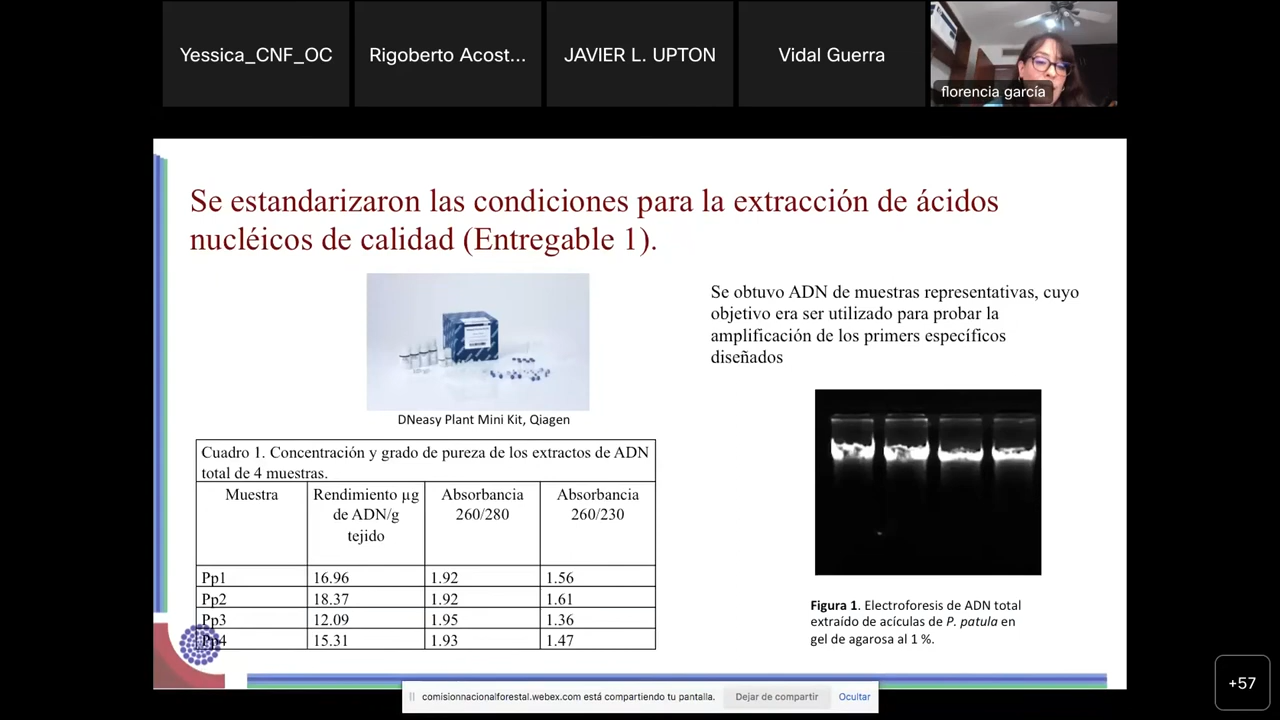 Yessica_CNF_OC
Rigoberto Acost...
JAVIER L. UPTON
Vidal Guerra
florencia garcía
Se estandarizaron las condiciones para la extracción de ácidos
nucléicos de calidad (Entregable 1).
DNeasy Plant Mini Kit, Qiagen
Se obtuvo ADN de muestras representativas, cuyo
objetivo era ser utilizado para probar la
amplificación de los primers específicos
diseñados
Cuadro 1. Concentración y grado de pureza de los extractos de ADN
total de 4 muestras.
Muestra Rendimiento µg de ADN/g tejido Absorbancia 260/280 Absorbancia 260/230
Pp1 16.96 1.92 1.56
Pp2 18.37 1.92 1.61
Pp3 12.09 1.95 1.36
Pp4 15.31 1.93 1.47
Figura 1. Electroforesis de ADN total
extraído de acículas de P. patula en
gel de agarosa al 1 %.
comisionnacionalforestal.webex.com está compartiendo tu pantalla.
Dejar de compartir
Ocultar
+57